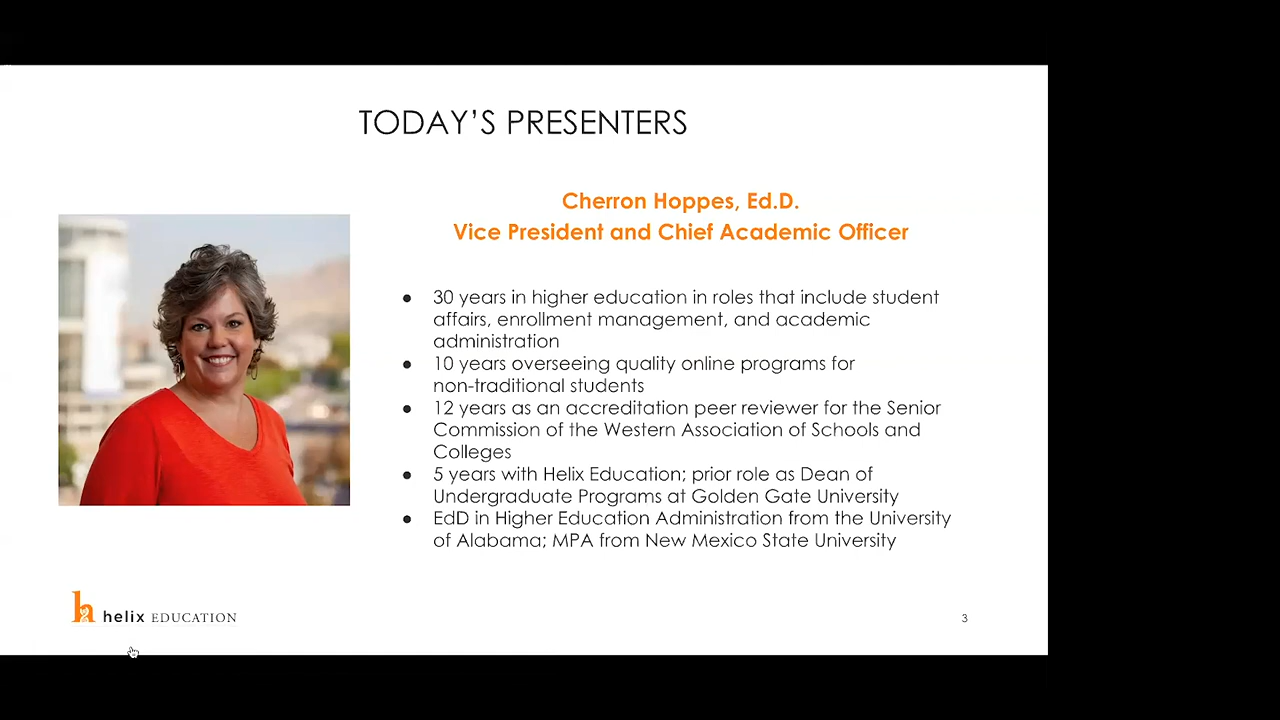 TODAY'S PRESENTERS
Cherron Hoppes, Ed.D.
Vice President and Chief Academic Officer
● 30 years in higher education in roles that include student
affairs, enrollment management, and academic
administration
● 10 years overseeing quality online programs for
non-traditional students
● 12 years as an accreditation peer reviewer for the Senior
Commission of the Western Association of Schools and
Colleges
● 5 years with Helix Education; prior role as Dean of
Undergraduate Programs at Golden Gate University
● EdD in Higher Education Administration from the University
of Alabama; MPA from New Mexico State University
h helix EDUCATION
3